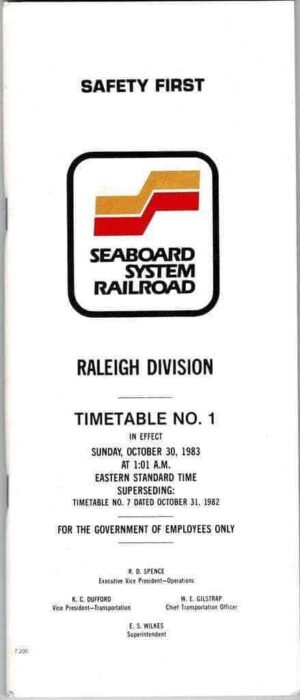 SAFETY FIRST
SEABOARD
SYSTEM
RAILROAD
RALEIGH DIVISION
TIMETABLE NO. 1
IN EFFECT
SUNDAY, OCTOBER 30, 1983
AT 1:01 A.M.
EASTERN STANDARD TIME
SUPERSEDING:
TIMETABLE NO. 7 DATED OCTOBER 31, 1982
FOR THE GOVERNMENT OF EMPLOYEES ONLY
R. D. SPENCE
Executive Vice President—Operations
K. C. DUFFORD
Vice President—Transportation
W. E. GILSTRAP
Chief Transportation Officer
E. S. WILKES
Superintendent
7 200